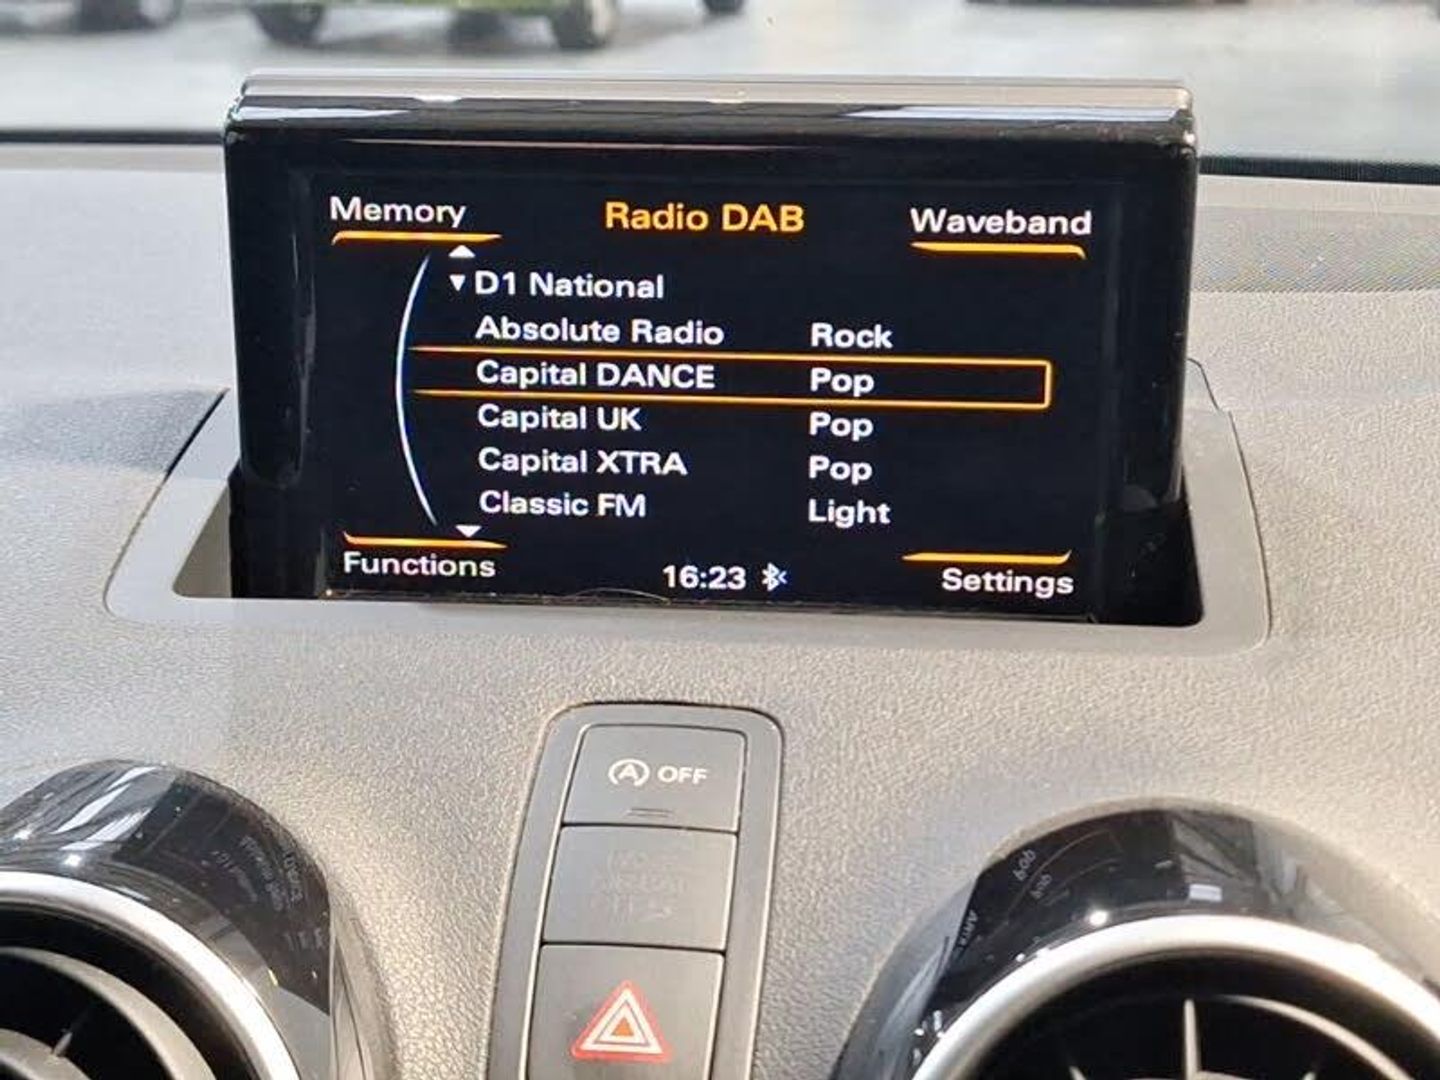 Memory Radio DAB Waveband
D1 National
Absolute Radio Rock
Capital DANCE Pop
Capital UK Pop
Capital XTRA Pop
Classic FM Light
Functions 16:23 Settings
A OFF